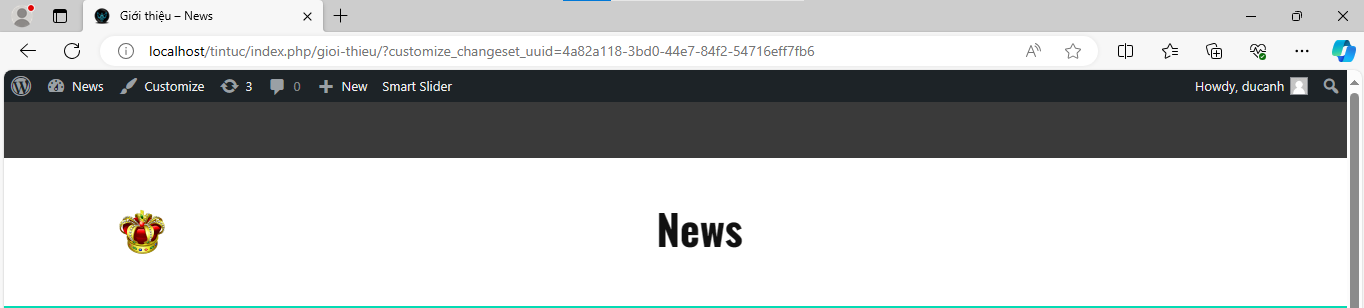 Giới thiệu – News
localhost/tintuc/index.php/gioi-thieu/?customize_changeset_uuid=4a82a118-3bd0-44e7-84f2-54716eff7fb6
News Customize 3 0 New Smart Slider Howdy, ducanh
News